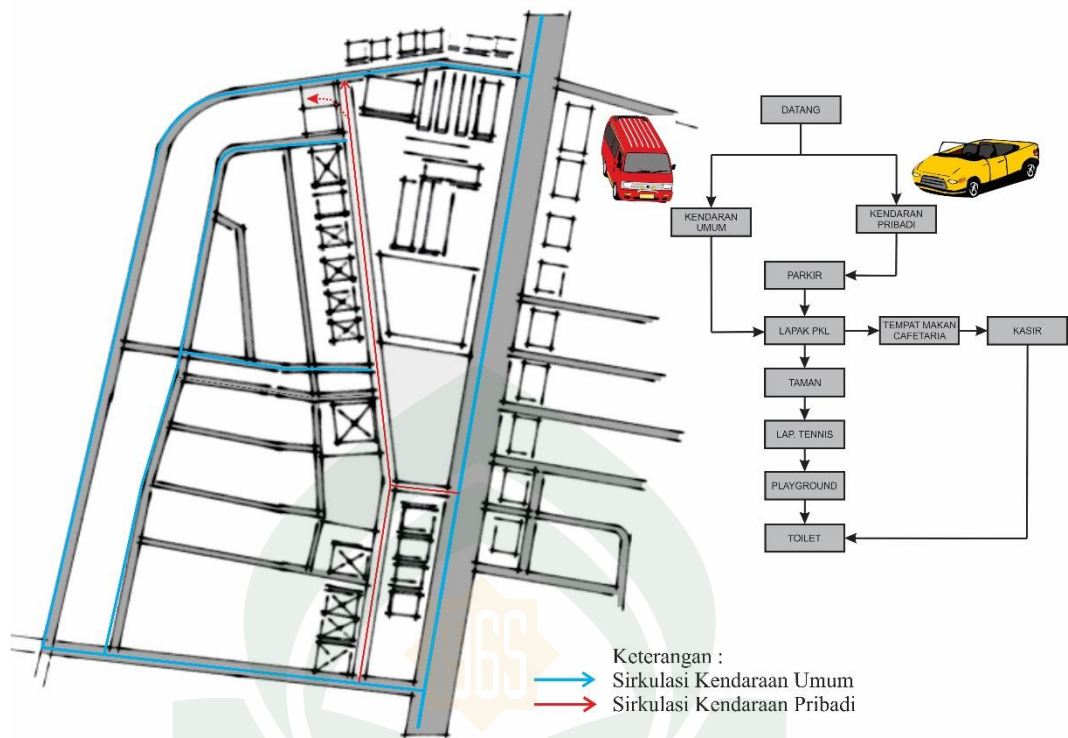 DATANG
KENDARAN
UMUM
KENDARAN
PRIBADI
PARKIR
LAPAK PKL
TEMPAT MAKAN
CAFETARIA
KASIR
TAMAN
LAP. TENNIS
PLAYGROUND
TOILET
Keterangan :
Sirkulasi Kendaraan Umum
Sirkulasi Kendaraan Pribadi